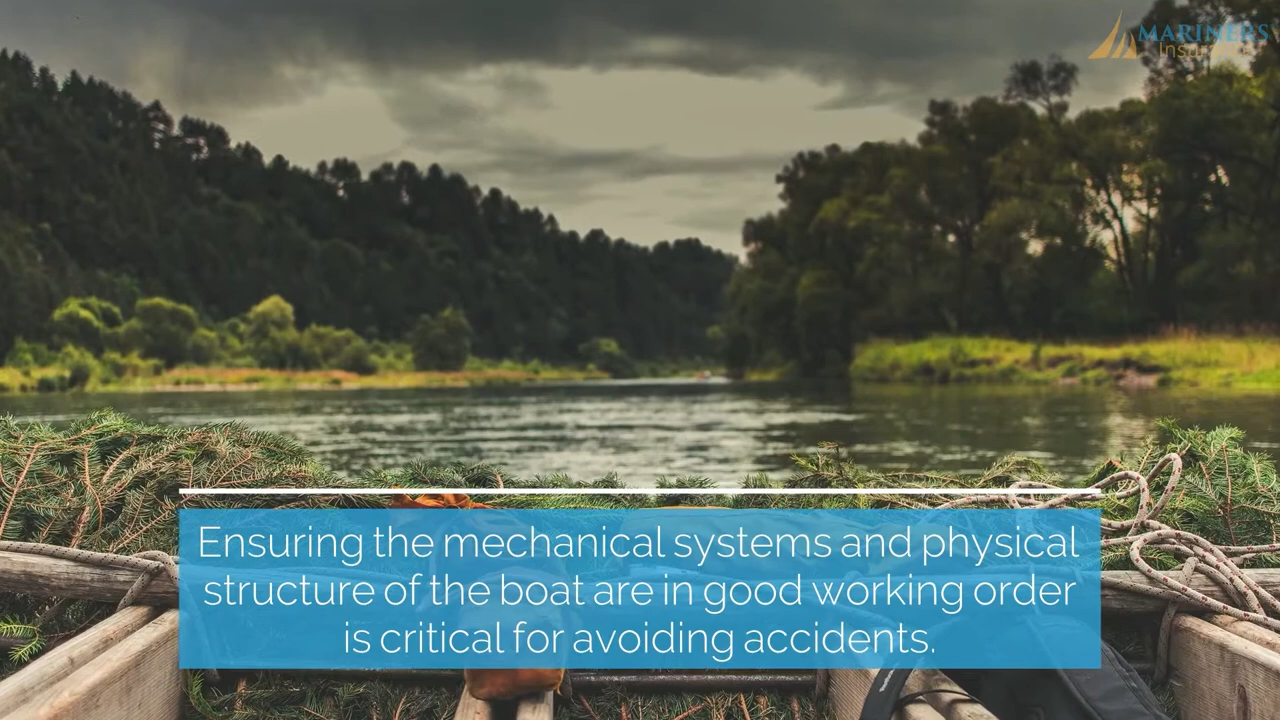 MARINERS
Insurance
Ensuring the mechanical systems and physical
structure of the boat are in good working order
is critical for avoiding accidents.